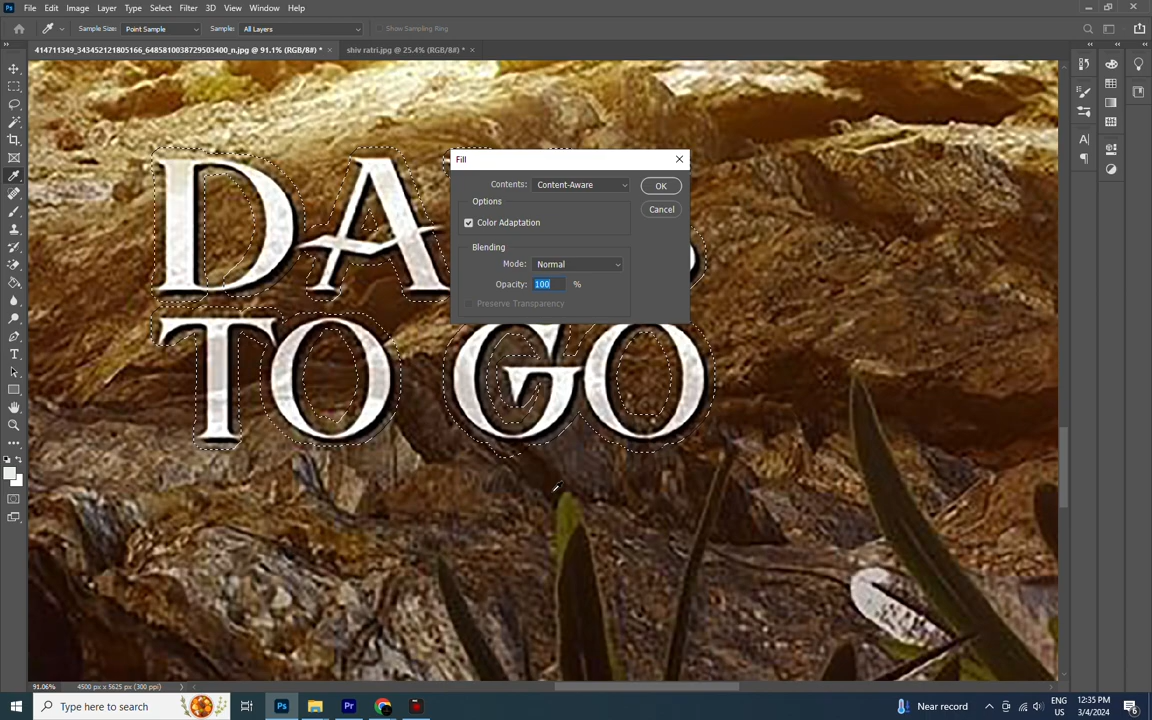 File Edit Image Layer Type Select Filter 3D View Window Help
Sample Size: Point Sample Sample: All Layers Show Sampling Ring
414711349_343452121805166_6485810038729503400_n.jpg @ 91.1% (RGB/8#) * × shiv ratri.jpg @ 25.4% (RGB/8#) * ×
DA
TO GO
Fill
Contents: Content-Aware OK
Options Cancel
Color Adaptation
Blending
Mode: Normal
Opacity: 100 %
Preserve Transparency
91.06% 4500 px x 5625 px (300 ppi)
Type here to search
Near record
ENG
US
12:35 PM
3/4/2024
6